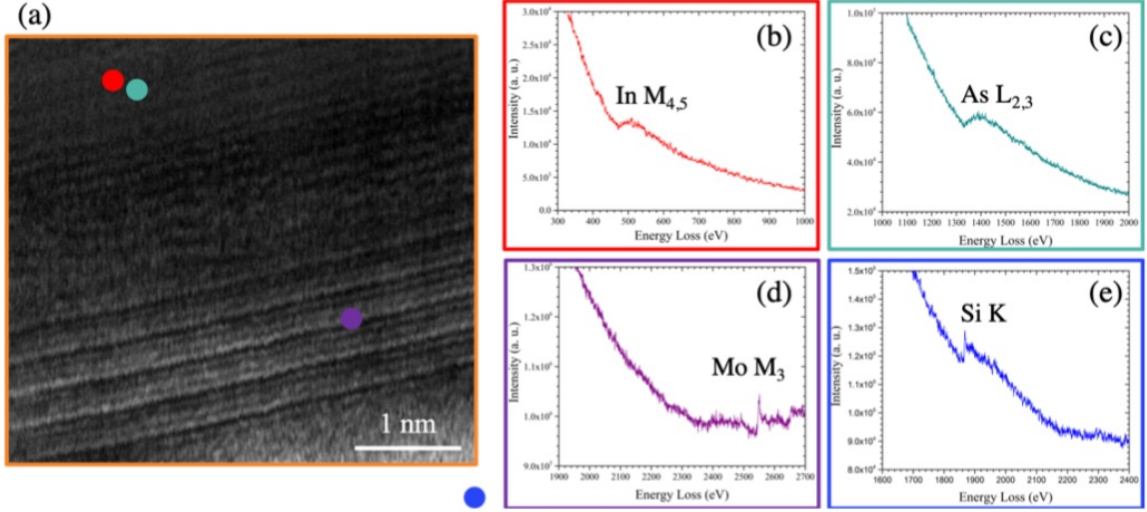 (a)
1 nm
(b)
In M4,5
Intensity (a. u.)
0.0
300 400 500 600 700 800 900 1000
Energy Loss (eV)
(c)
As L2,3
Intensity (a. u.)
1000 1100 1200 1300 1400 1500 1600 1700 1800 1900 2000
Energy Loss (eV)
(d)
Mo M3
Intensity (a. u.)
1900 2000 2100 2200 2300 2400 2500 2600 2700
Energy Loss (eV)
(e)
Si K
Intensity (a. u.)
1600 1700 1800 1900 2000 2100 2200 2300 2400
Energy Loss (eV)